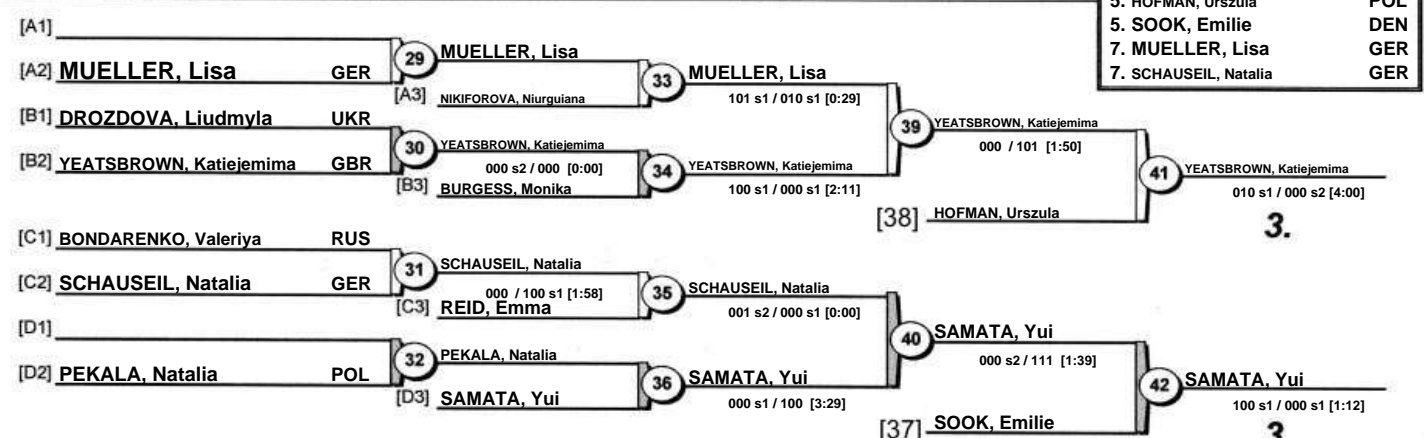 5. HOFMAN, Urszula POL
5. SOOK, Emilie DEN
7. MUELLER, Lisa GER
7. SCHAUSEIL, Natalia GER
[A1]
[A2] MUELLER, Lisa GER
29
MUELLER, Lisa
[A3] NIKIFOROVA, Niurguiana
33
MUELLER, Lisa
101 s1 / 010 s1 [0:29]
[B1] DROZDOVA, Liudmyla UKR
[B2] YEATSBROWN, Katiejemima GBR
30
YEATSBROWN, Katiejemima
000 s2 / 000 [0:00]
[B3] BURGESS, Monika
34
YEATSBROWN, Katiejemima
100 s1 / 000 s1 [2:11]
39
YEATSBROWN, Katiejemima
000 / 101 [1:50]
[38] HOFMAN, Urszula
41
YEATSBROWN, Katiejemima
010 s1 / 000 s2 [4:00]
3.
[C1] BONDARENKO, Valeriya RUS
[C2] SCHAUSEIL, Natalia GER
31
SCHAUSEIL, Natalia
000 / 100 s1 [1:58]
[C3] REID, Emma
35
SCHAUSEIL, Natalia
001 s2 / 000 s1 [0:00]
[D1]
[D2] PEKALA, Natalia POL
32
PEKALA, Natalia
[D3] SAMATA, Yui
36
SAMATA, Yui
000 s1 / 100 [3:29]
40
SAMATA, Yui
000 s2 / 111 [1:39]
[37] SOOK, Emilie
42
SAMATA, Yui
100 s1 / 000 s1 [1:12]
3